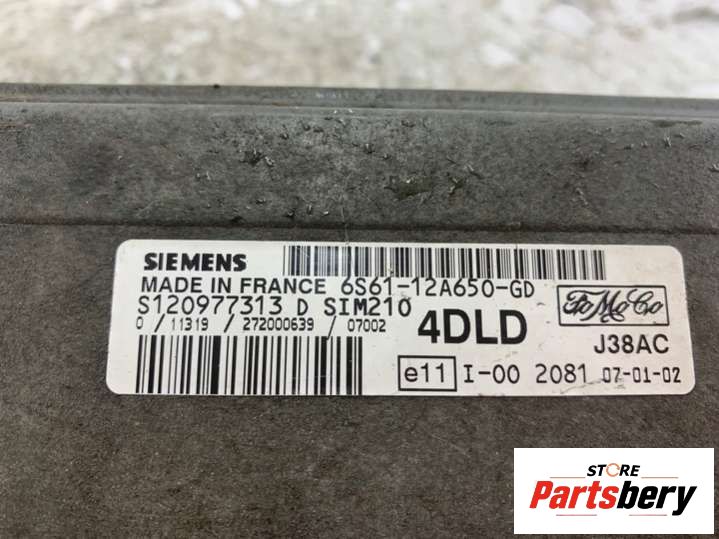 SIEMENS
MADE IN FRANCE 6S61-12A650-GD
S120977313 D SIM210
0 / 11319 / 272000639 / 07002
4DLD
FoMoCo
J38AC
e11 I-00 2081 07-01-02
STORE
Partsbery